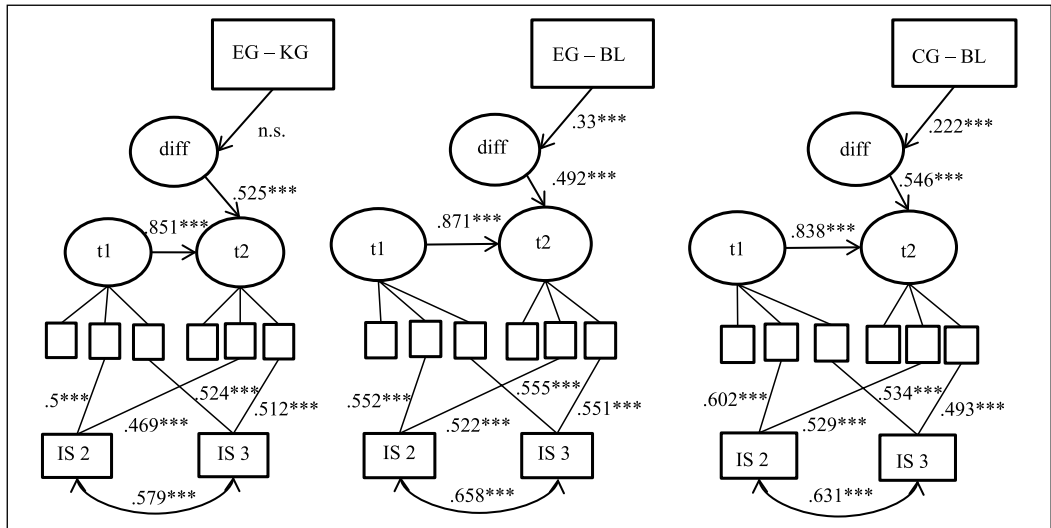 EG – KG
n.s.
diff
.525***
.851***
t1
t2
.5***
.524***
.469***
.512***
IS 2
IS 3
.579***
EG – BL
.33***
diff
.492***
.871***
t1
t2
.552***
.555***
.522***
.551***
IS 2
IS 3
.658***
CG – BL
.222***
diff
.546***
.838***
t1
t2
.602***
.534***
.529***
.493***
IS 2
IS 3
.631***